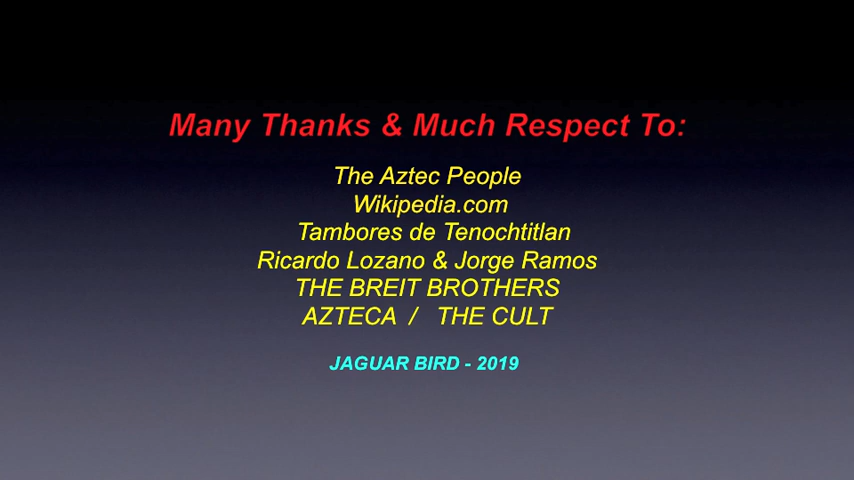 Many Thanks & Much Respect To:
The Aztec People
Wikipedia.com
Tambores de Tenochtitlan
Ricardo Lozano & Jorge Ramos
THE BREIT BROTHERS
AZTECA / THE CULT
JAGUAR BIRD - 2019